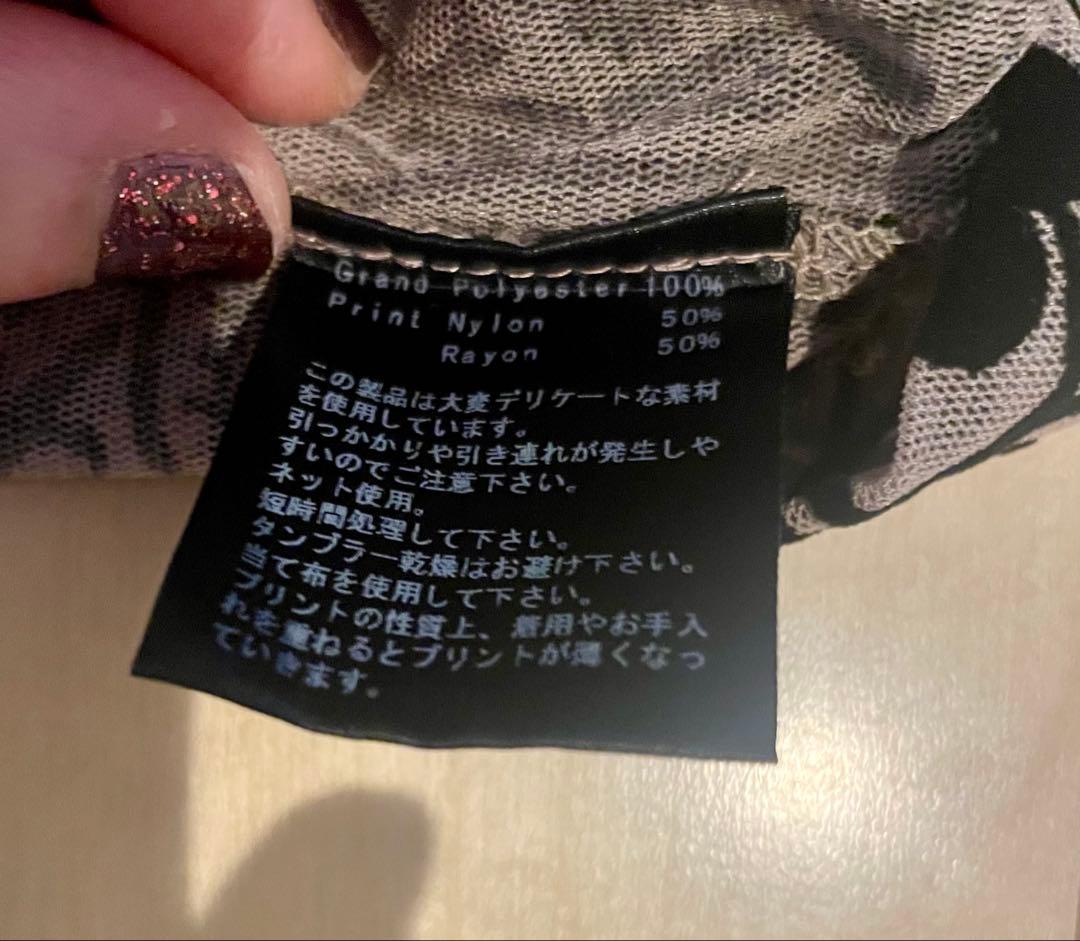 Grand Polyester 100%
Print Nylon 50%
Rayon 50%
この製品は大変デリケートな素材
を使用しています。
引っかかりや引き連れが発生しや
すいのでご注意下さい。
ネット使用。
短時間処理して下さい。
タンブラー乾燥はお避け下さい。
当て布を使用して下さい。
プリントの性質上、着用やお手入
れを重ねるとプリントが薄くなっ
ていきます。